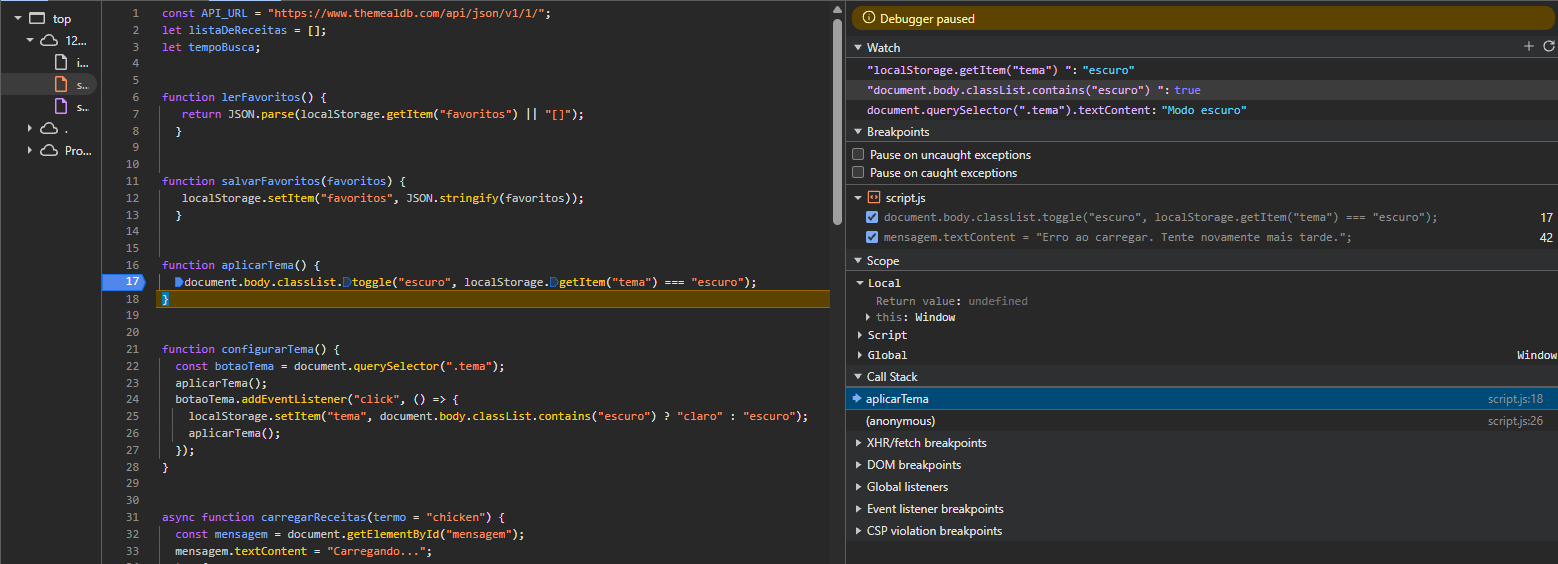 top
12...
i...
s...
s...
.
Pro...
1 const API_URL = "https://www.themealdb.com/api/json/v1/1/";
2 let listaDeReceitas = [];
3 let tempoBusca;
4
5
6 function lerFavoritos() {
7 return JSON.parse(localStorage.getItem("favoritos") || "[]");
8 }
9
10
11 function salvarFavoritos(favoritos) {
12 localStorage.setItem("favoritos", JSON.stringify(favoritos));
13 }
14
15
16 function aplicarTema() {
17 document.body.classList.toggle("escuro", localStorage.getItem("tema") === "escuro");
18 }
19
20
21 function configurarTema() {
22 const botaoTema = document.querySelector(".tema");
23 aplicarTema();
24 botaoTema.addEventListener("click", () => {
25 localStorage.setItem("tema", document.body.classList.contains("escuro") ? "claro" : "escuro");
26 aplicarTema();
27 });
28 }
29
30
31 async function carregarReceitas(termo = "chicken") {
32 const mensagem = document.getElementById("mensagem");
33 mensagem.textContent = "Carregando...";
Debugger paused
Watch
"localStorage.getItem("tema") ": "escuro"
"document.body.classList.contains("escuro") ": true
document.querySelector(".tema").textContent: "Modo escuro"
Breakpoints
Pause on uncaught exceptions
Pause on caught exceptions
script.js
document.body.classList.toggle("escuro", localStorage.getItem("tema") === "escuro"); 17
mensagem.textContent = "Erro ao carregar. Tente novamente mais tarde."; 42
Scope
Local
Return value: undefined
this: Window
Script
Global Window
Call Stack
aplicarTema script.js:18
(anonymous) script.js:26
XHR/fetch breakpoints
DOM breakpoints
Global listeners
Event listener breakpoints
CSP violation breakpoints